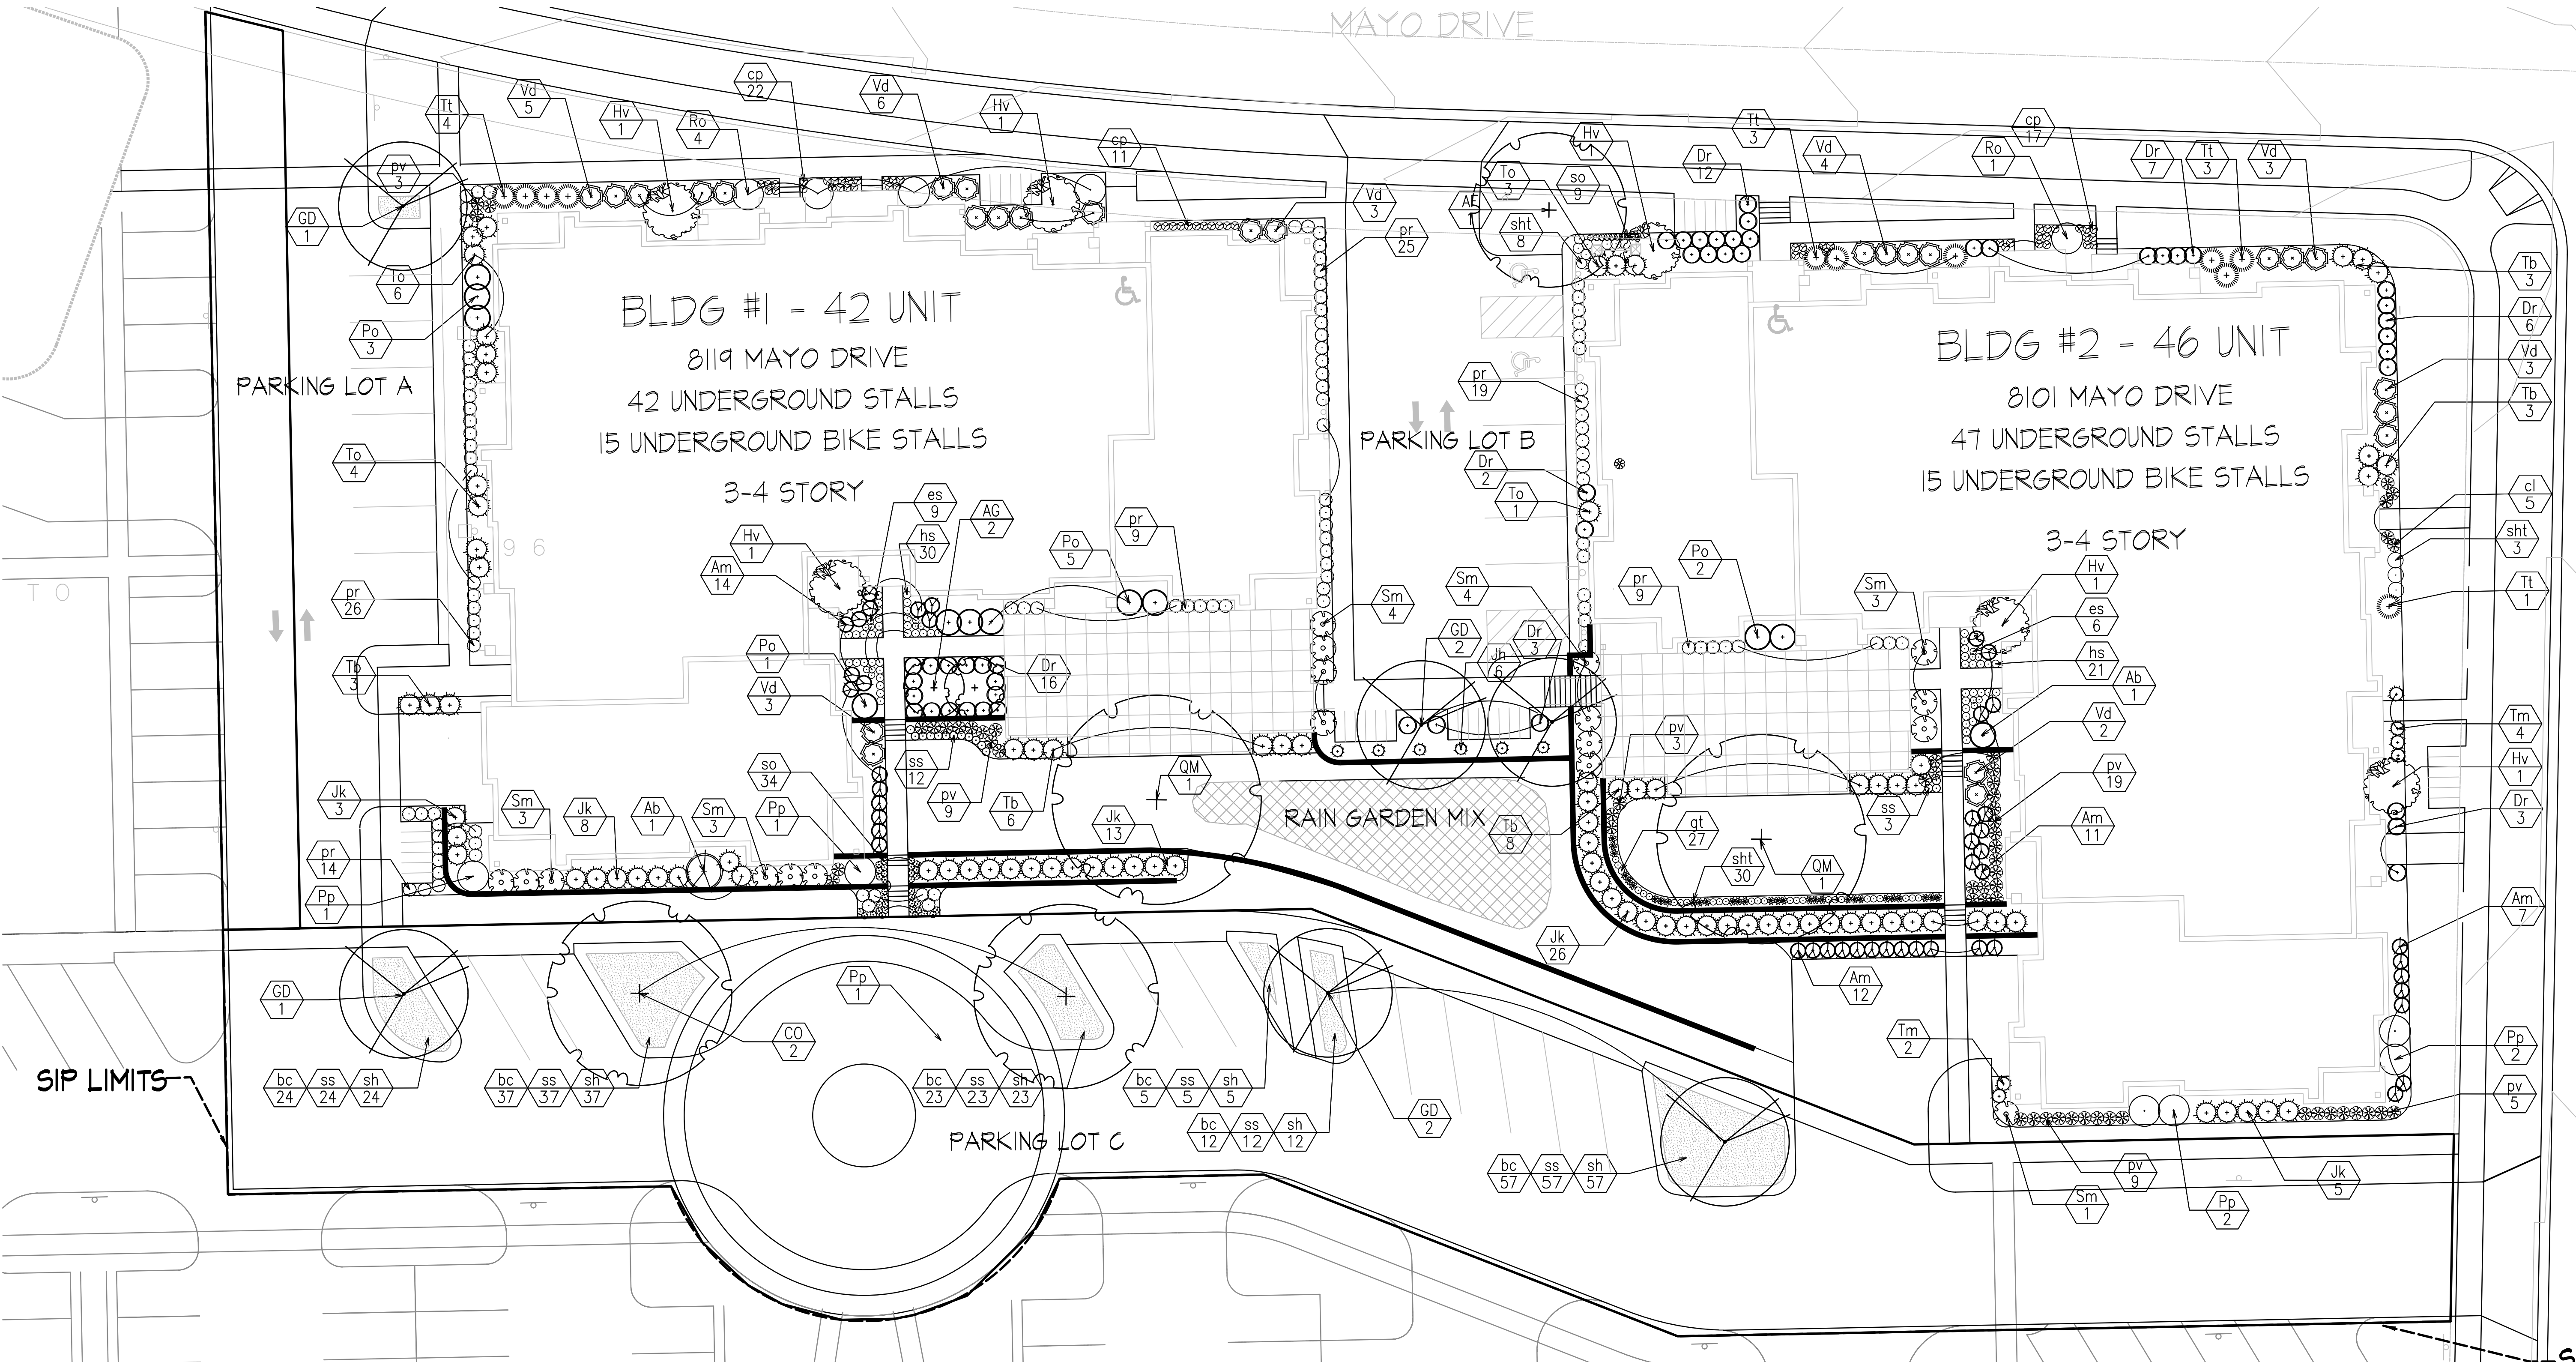 MAYO DRIVE
Tt
4
Vd
5
Hv
1
Ro
4
cp
22
Vd
6
Hv
1
cp
11
pv
3
GD
1
To
6
Po
3
Vd
3
pr
25
To
3
so
9
Hv
1
sht
8
Dr
12
Tt
3
Vd
4
Ro
1
cp
17
Dr
7
Tt
3
Vd
3
Tb
3
Dr
6
Vd
3
Tb
3
BLDG #1 - 42 UNIT
8119 MAYO DRIVE
42 UNDERGROUND STALLS
15 UNDERGROUND BIKE STALLS
3-4 STORY
PARKING LOT A
PARKING LOT B
BLDG #2 - 46 UNIT
8101 MAYO DRIVE
47 UNDERGROUND STALLS
15 UNDERGROUND BIKE STALLS
3-4 STORY
To
4
pr
26
Tb
3
96
TO
Hv
1
Am
14
es
9
hs
30
AG
2
Po
5
pr
9
Po
1
Vd
3
Dr
16
Sm
4
pr
19
Dr
2
To
1
Sm
4
GD
2
Jh
6
Dr
3
pr
9
Po
2
Sm
3
cl
5
sht
3
Tt
1
Hv
1
es
6
hs
21
Ab
1
Vd
2
pv
19
Am
11
Tm
4
Hv
1
Dr
3
Jk
3
pr
14
Pp
1
Sm
3
Jk
8
Ab
1
Sm
3
Pp
1
so
34
ss
12
pv
9
Tb
6
QM
1
Jk
13
RAIN GARDEN MIX
Tb
8
pv
3
gt
27
sht
30
QM
1
ss
3
Jk
26
Am
12
Am
7
Tm
2
Pp
2
pv
5
GD
1
CO
2
Pp
1
GD
2
bc ss sh
24 24 24
bc ss sh
37 37 37
bc ss sh
23 23 23
bc ss sh
5 5 5
bc ss sh
12 12 12
bc ss sh
57 57 57
PARKING LOT C
SIP LIMITS
Sm
1
pv
9
Pp
2
Jk
5